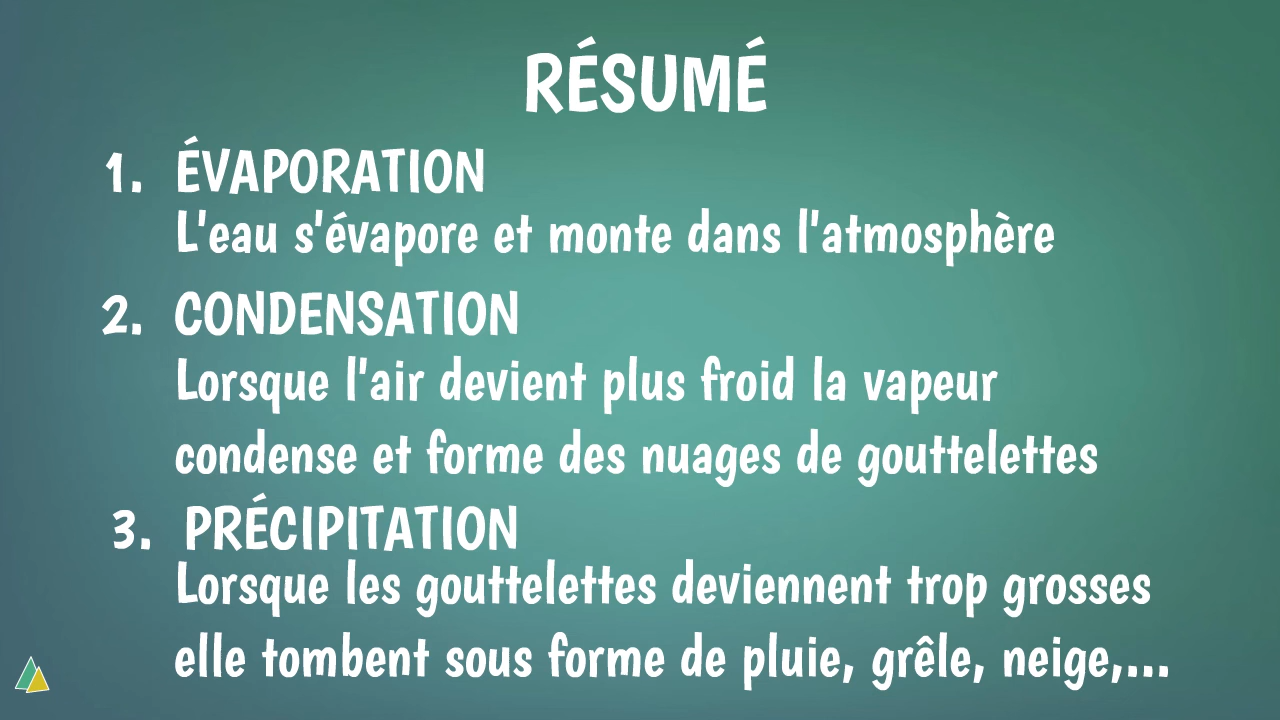 RÉSUMÉ
1. ÉVAPORATION
L'eau s'évapore et monte dans l'atmosphère
2. CONDENSATION
Lorsque l'air devient plus froid la vapeur
condense et forme des nuages de gouttelettes
3. PRÉCIPITATION
Lorsque les gouttelettes deviennent trop grosses
elle tombent sous forme de pluie, grêle, neige,...